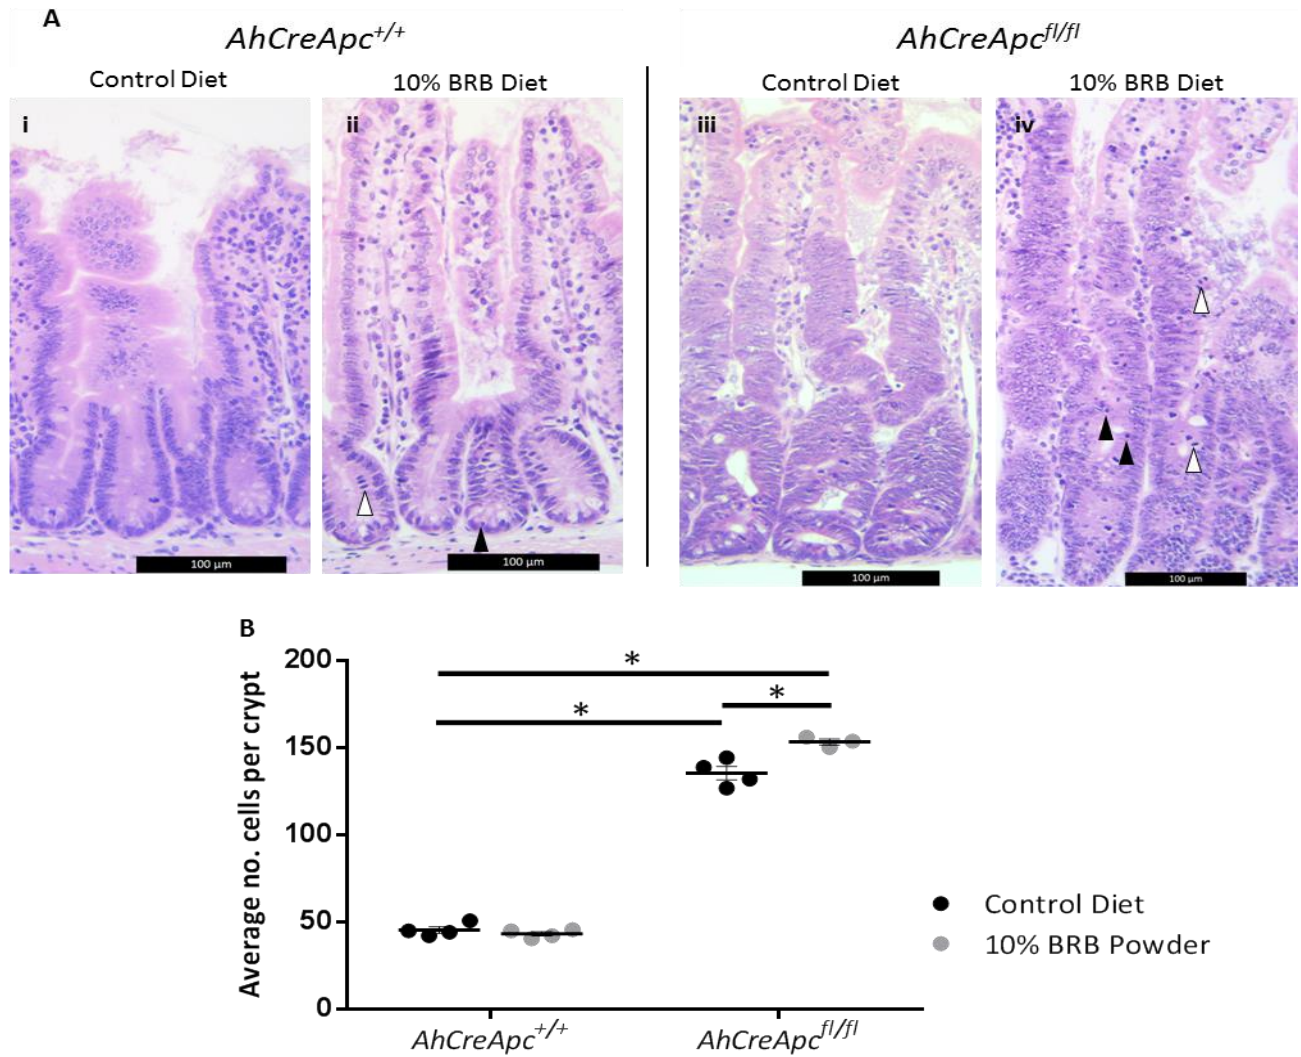 A
AhCreApc+/+
AhCreApcfl/fl
Control Diet
10% BRB Diet
Control Diet
10% BRB Diet
i
ii
iii
iv
100 µm
100 µm
100 µm
100 µm
B
Average no. cells per crypt
200
150
100
50
0
*
*
*
AhCreApc+/+
AhCreApcfl/fl
Control Diet
10% BRB Powder